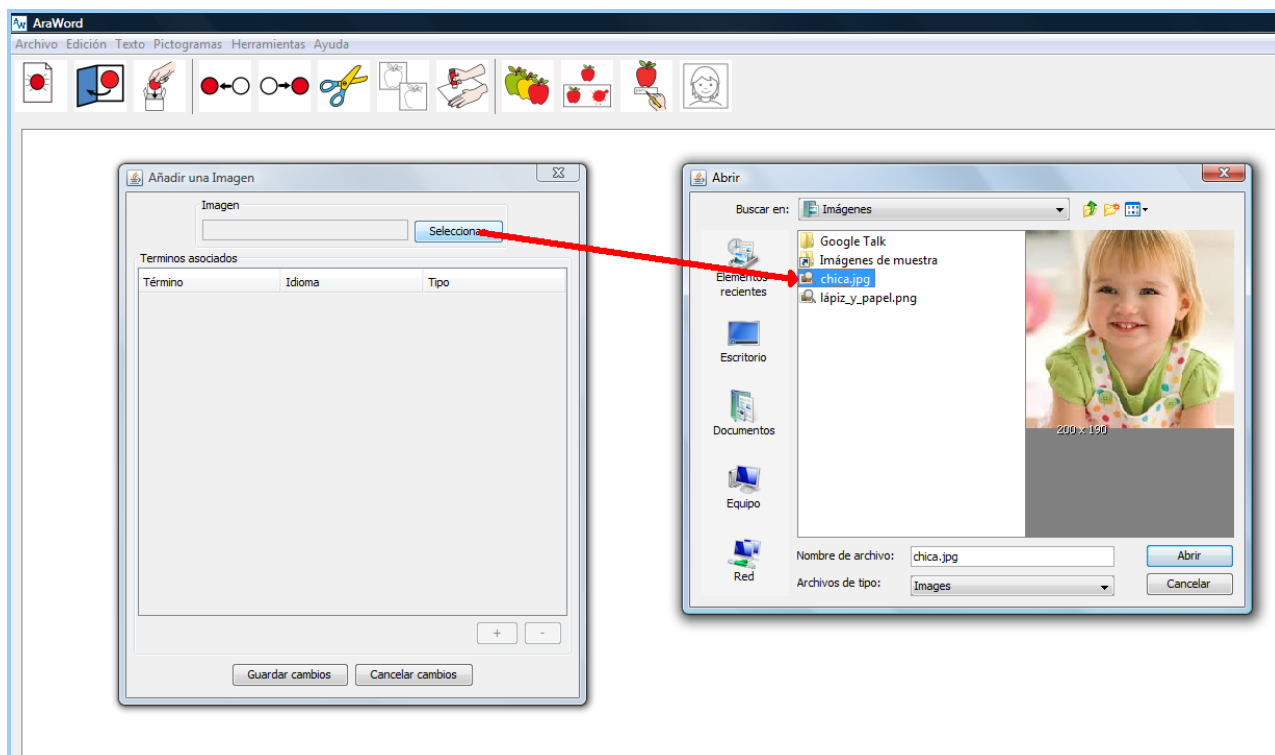 AraWord
Archivo Edición Texto Pictogramas Herramientas Ayuda
Añadir una Imagen
Imagen
Seleccionar
Terminos asociados
Término Idioma Tipo
+ -
Guardar cambios Cancelar cambios
Abrir
Buscar en: Imágenes
Elementos recientes
Escritorio
Documentos
Equipo
Red
Google Talk
Imágenes de muestra
chica.jpg
lápiz_y_papel.png
200 x 190
Nombre de archivo: chica.jpg Abrir
Archivos de tipo: Images Cancelar